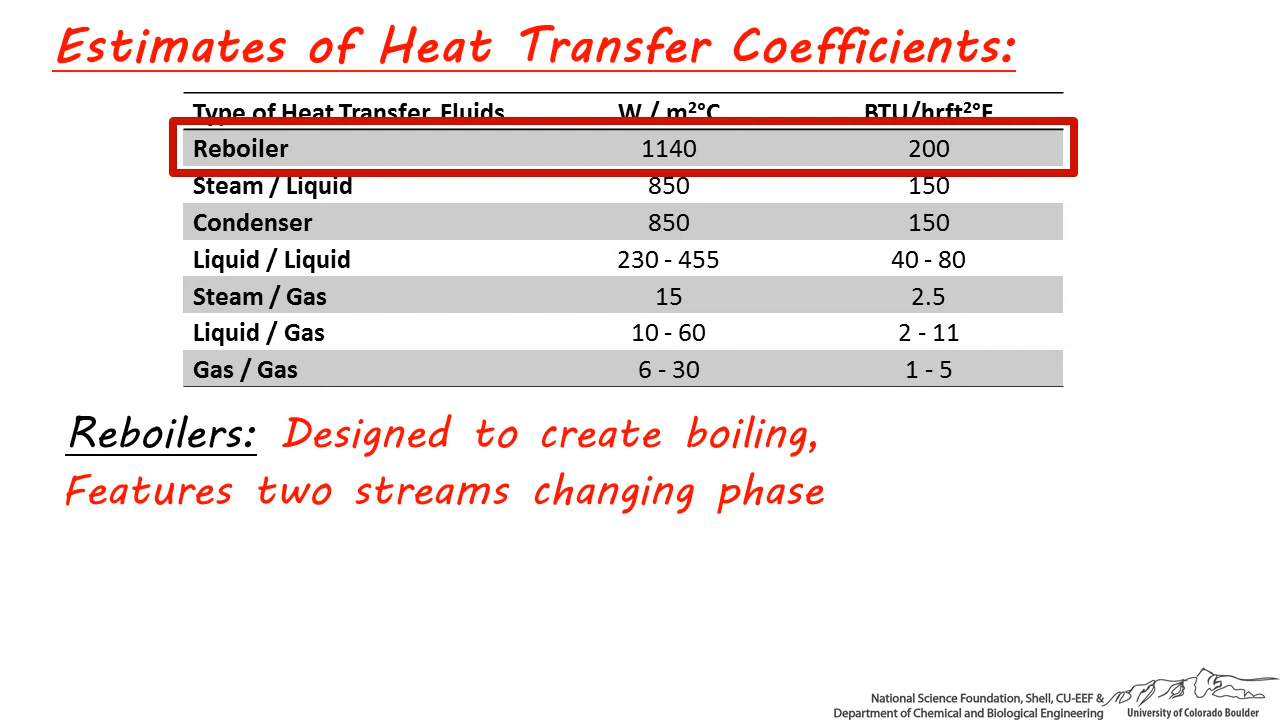 Estimates of Heat Transfer Coefficients:
Type of Heat Transfer Fluids W / m²°C BTU/hrft²°F
Reboiler 1140 200
Steam / Liquid 850 150
Condenser 850 150
Liquid / Liquid 230 - 455 40 - 80
Steam / Gas 15 2.5
Liquid / Gas 10 - 60 2 - 11
Gas / Gas 6 - 30 1 - 5
Reboilers: Designed to create boiling,
Features two streams changing phase
National Science Foundation, Shell, CU-EEF &
Department of Chemical and Biological Engineering
University of Colorado Boulder